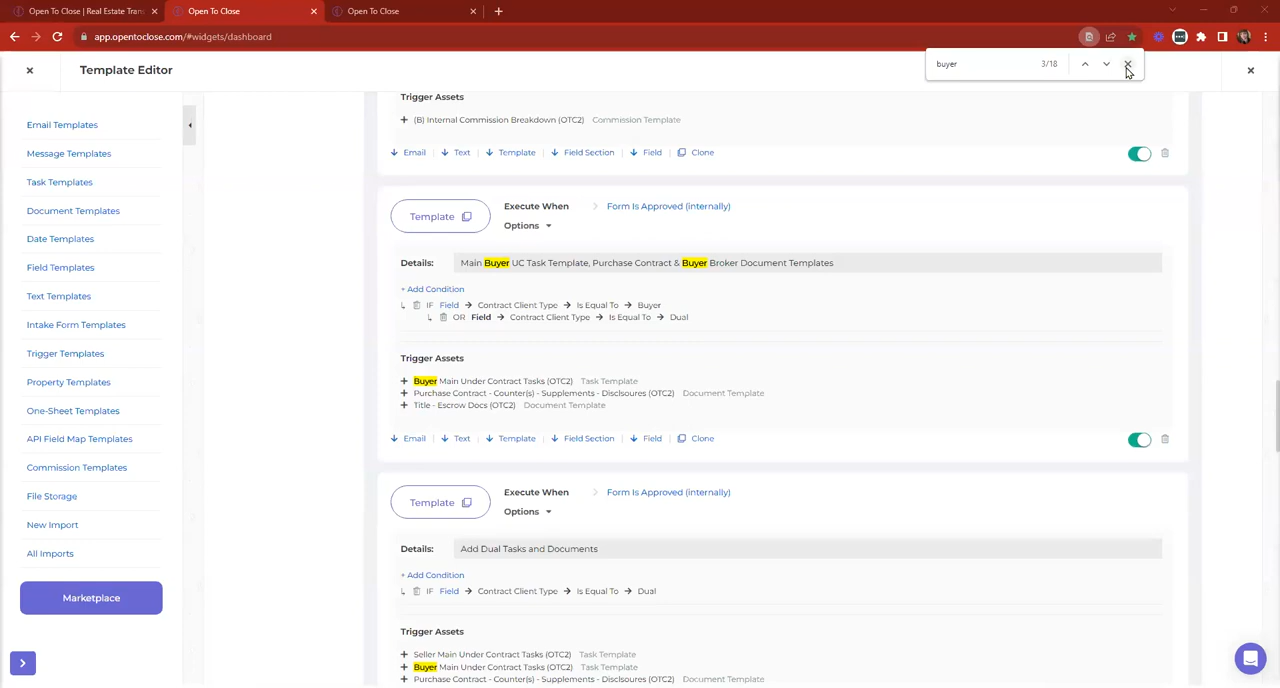 Open To Close | Real Estate Tran
Open To Close
Open To Close
app.opentoclose.com/#widgets/dashboard
buyer
3/18
Template Editor
Email Templates
Message Templates
Task Templates
Document Templates
Date Templates
Field Templates
Text Templates
Intake Form Templates
Trigger Templates
Property Templates
One-Sheet Templates
API Field Map Templates
Commission Templates
File Storage
New Import
All Imports
Marketplace
Trigger Assets
(B) Internal Commission Breakdown (OTC2) Commission Template
Email | Text | Template | Field Section | Field | Clone
Template
Execute When Form Is Approved (internally)
Options
Details: Main Buyer UC Task Template, Purchase Contract & Buyer Broker Document Templates
+ Add Condition
IF Field → Contract Client Type → Is Equal To → Buyer
OR Field → Contract Client Type → Is Equal To → Dual
Trigger Assets
Buyer Main Under Contract Tasks (OTC2) Task Template
Purchase Contract - Counter(s) - Supplements - Disclsoures (OTC2) Document Template
Title - Escrow Docs (OTC2) Document Template
Email | Text | Template | Field Section | Field | Clone
Template
Execute When Form Is Approved (internally)
Options
Details: Add Dual Tasks and Documents
+ Add Condition
IF Field → Contract Client Type → Is Equal To → Dual
Trigger Assets
Seller Main Under Contract Tasks (OTC2) Task Template
Buyer Main Under Contract Tasks (OTC2) Task Template
Purchase Contract - Counter(s) - Supplements - Disclsoures (OTC2) Document Template